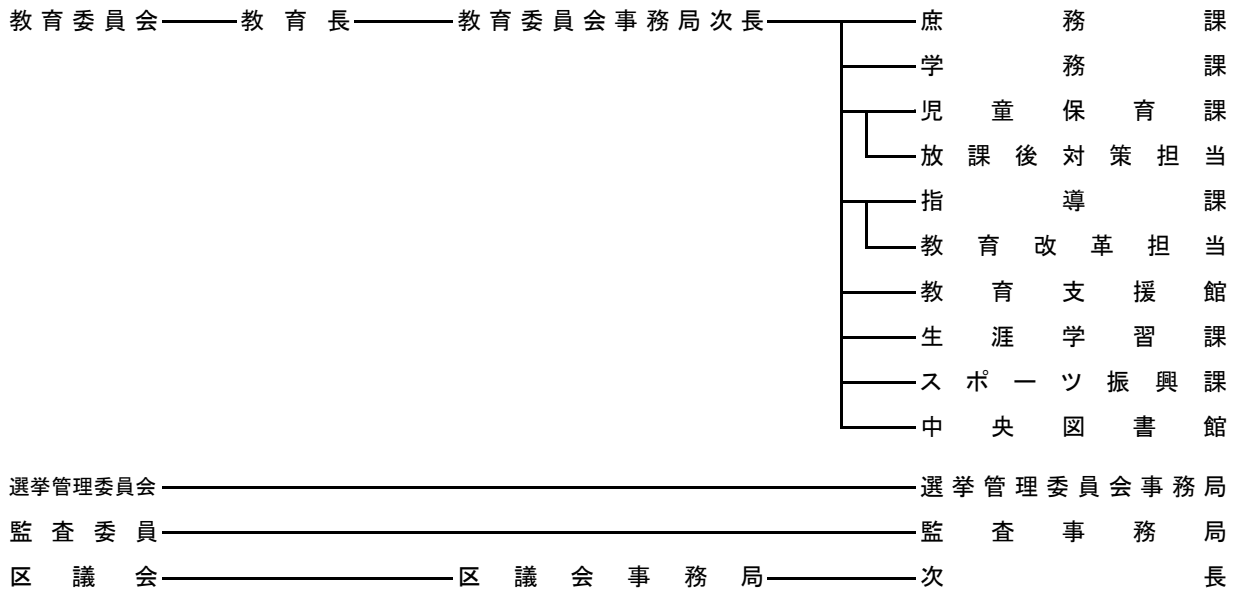 教育委員会 教育長 教育委員会事務局次長 庶務課
学務課
児童保育課
放課後対策担当
指導課
教育改革担当
教育支援館
生涯学習課
スポーツ振興課
中央図書館
選挙管理委員会 選挙管理委員会事務局
監査委員 監査事務局
区議会 区議会事務局 次長